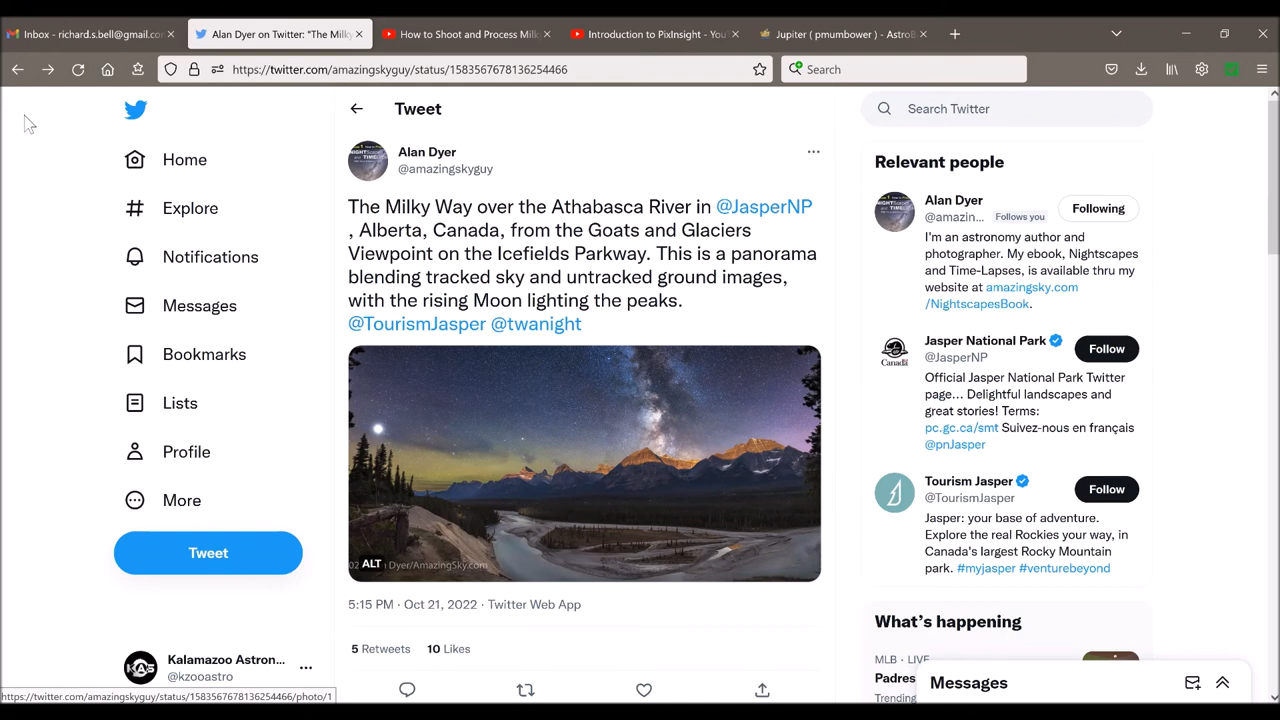 Inbox - richard.s.bell@gmail.co
Alan Dyer on Twitter: "The Milky
How to Shoot and Process Milk
Introduction to PixInsight - You
Jupiter ( pmumbower ) - AstroB
https://twitter.com/amazingskyguy/status/1583567678136254466
Search
Tweet
Search Twitter
Home
Explore
Notifications
Messages
Bookmarks
Lists
Profile
More
Tweet
Kalamazoo Astron...
@kzooastro
KAS
Alan Dyer
@amazingskyguy
The Milky Way over the Athabasca River in @JasperNP
, Alberta, Canada, from the Goats and Glaciers
Viewpoint on the Icefields Parkway. This is a panorama
blending tracked sky and untracked ground images,
with the rising Moon lighting the peaks.
@TourismJasper @twanight
ALT
n Dyer/AmazingSky.com
5:15 PM · Oct 21, 2022 · Twitter Web App
5 Retweets 10 Likes
Relevant people
Alan Dyer
@amazin... Follows you
Following
I'm an astronomy author and
photographer. My ebook, Nightscapes
and Time-Lapses, is available thru my
website at amazingsky.com
/NightscapesBook.
Jasper National Park
@JasperNP
Follow
Canada
Official Jasper National Park Twitter
page... Delightful landscapes and
great stories! Terms:
pc.gc.ca/smt Suivez-nous en français
@pnJasper
Tourism Jasper
@TourismJasper
Follow
Jasper: your base of adventure.
Explore the real Rockies your way, in
Canada's largest Rocky Mountain
park. #myjasper #venturebeyond
What's happening
MLB · LIVE
Padres
Trending
Messages
https://twitter.com/amazingskyguy/status/1583567678136254466/photo/1